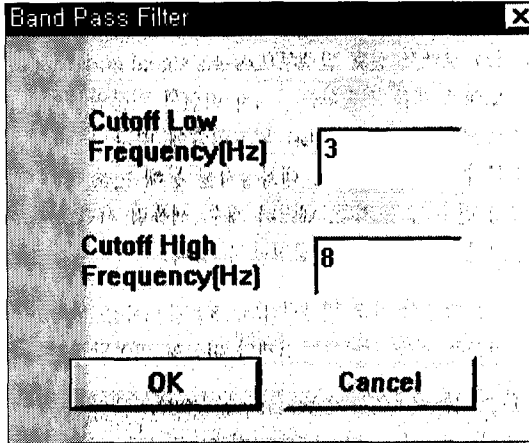 Band Pass Filter
Cutoff Low
Frequency[Hz]
3
Cutoff High
Frequency[Hz]
8
OK
Cancel